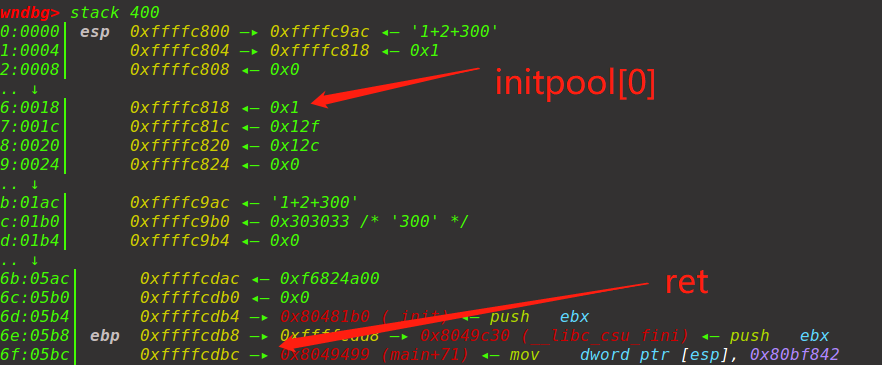 wndbg> stack 400
0:0000│ esp 0xffffc800 —▸ 0xffffc9ac ◂— '1+2+300'
1:0004│ 0xffffc804 —▸ 0xffffc818 ◂— 0x1
2:0008│ 0xffffc808 ◂— 0x0
.. ↓
6:0018│ 0xffffc818 ◂— 0x1
initpool[0]
7:001c│ 0xffffc81c ◂— 0x12f
8:0020│ 0xffffc820 ◂— 0x12c
9:0024│ 0xffffc824 ◂— 0x0
.. ↓
b:01ac│ 0xffffc9ac ◂— '1+2+300'
c:01b0│ 0xffffc9b0 ◂— 0x303033 /* '300' */
d:01b4│ 0xffffc9b4 ◂— 0x0
.. ↓
6b:05ac│ 0xffffcdac ◂— 0xf6824a00
ret
6c:05b0│ 0xffffcdb0 ◂— 0x0
6d:05b4│ 0xffffcdb4 —▸ 0x80481b0 (_init) ◂— push ebx
6e:05b8│ ebp 0xffffcdb8 —▸ 0xffffcdd8 —▸ 0x8049c30 (__libc_csu_fini) ◂— push ebx
6f:05bc│ 0xffffcdbc —▸ 0x8049499 (main+71) ◂— mov dword ptr [esp], 0x80bf842